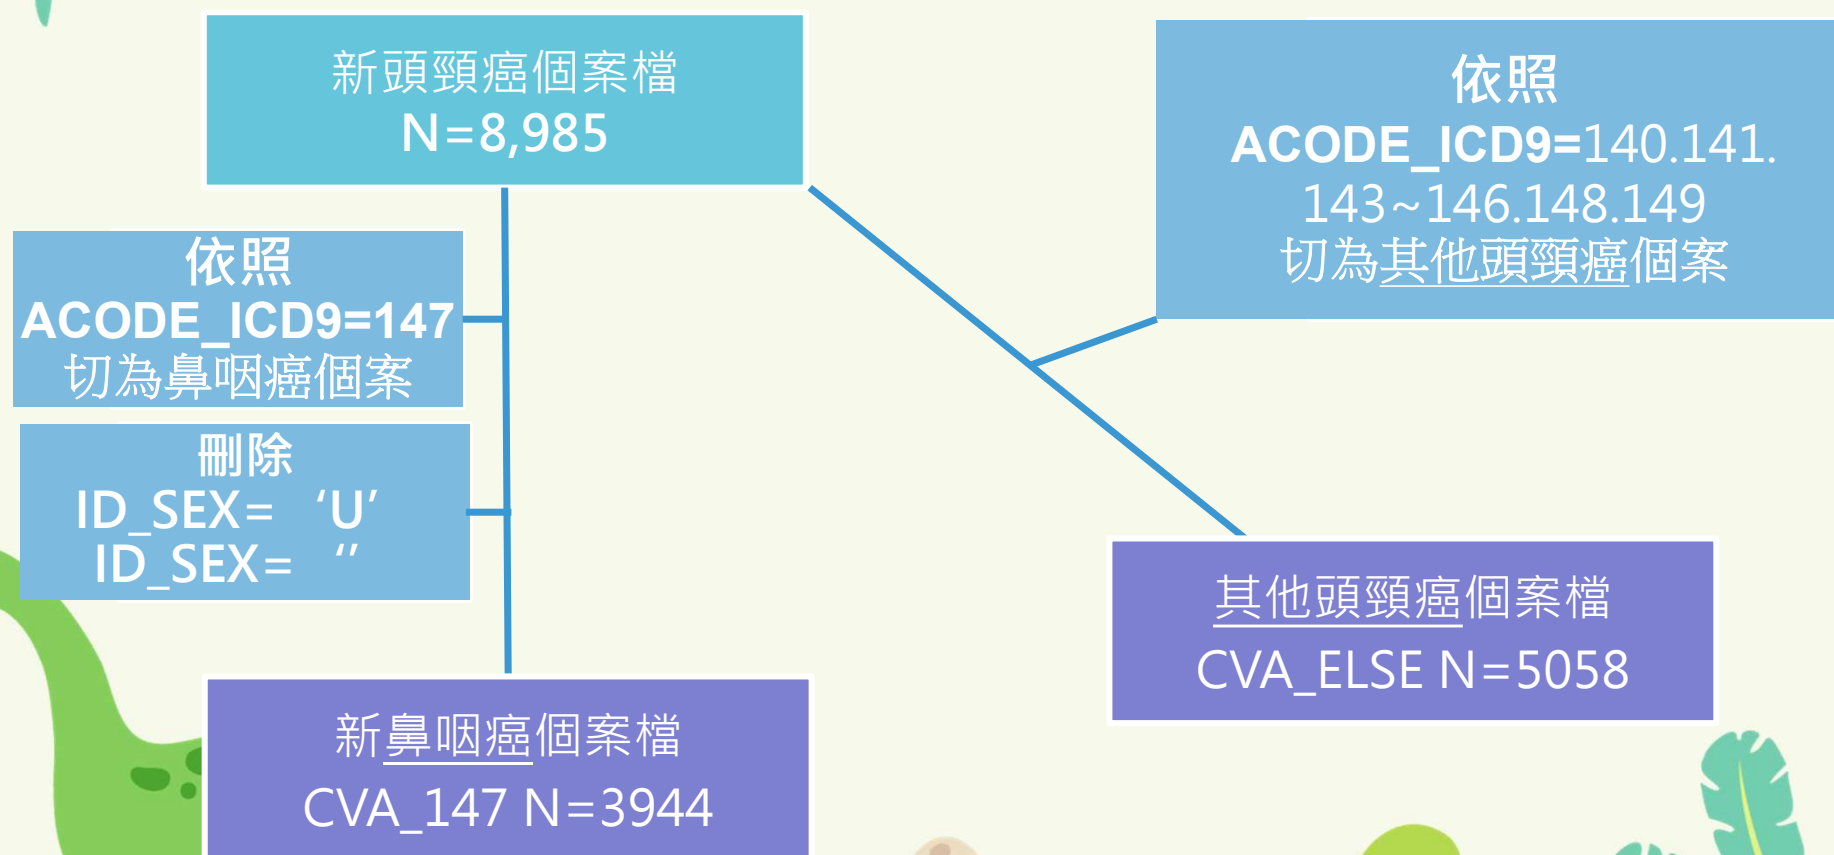 新頭頸癌個案檔
N=8,985
依照
ACODE_ICD9=140.141.
143~146.148.149
切為其他頭頸癌個案
依照
ACODE_ICD9=147
切為鼻咽癌個案
刪除
ID_SEX= ‘U’
ID_SEX= ‘’
其他頭頸癌個案檔
CVA_ELSE N=5058
新鼻咽癌個案檔
CVA_147 N=3944